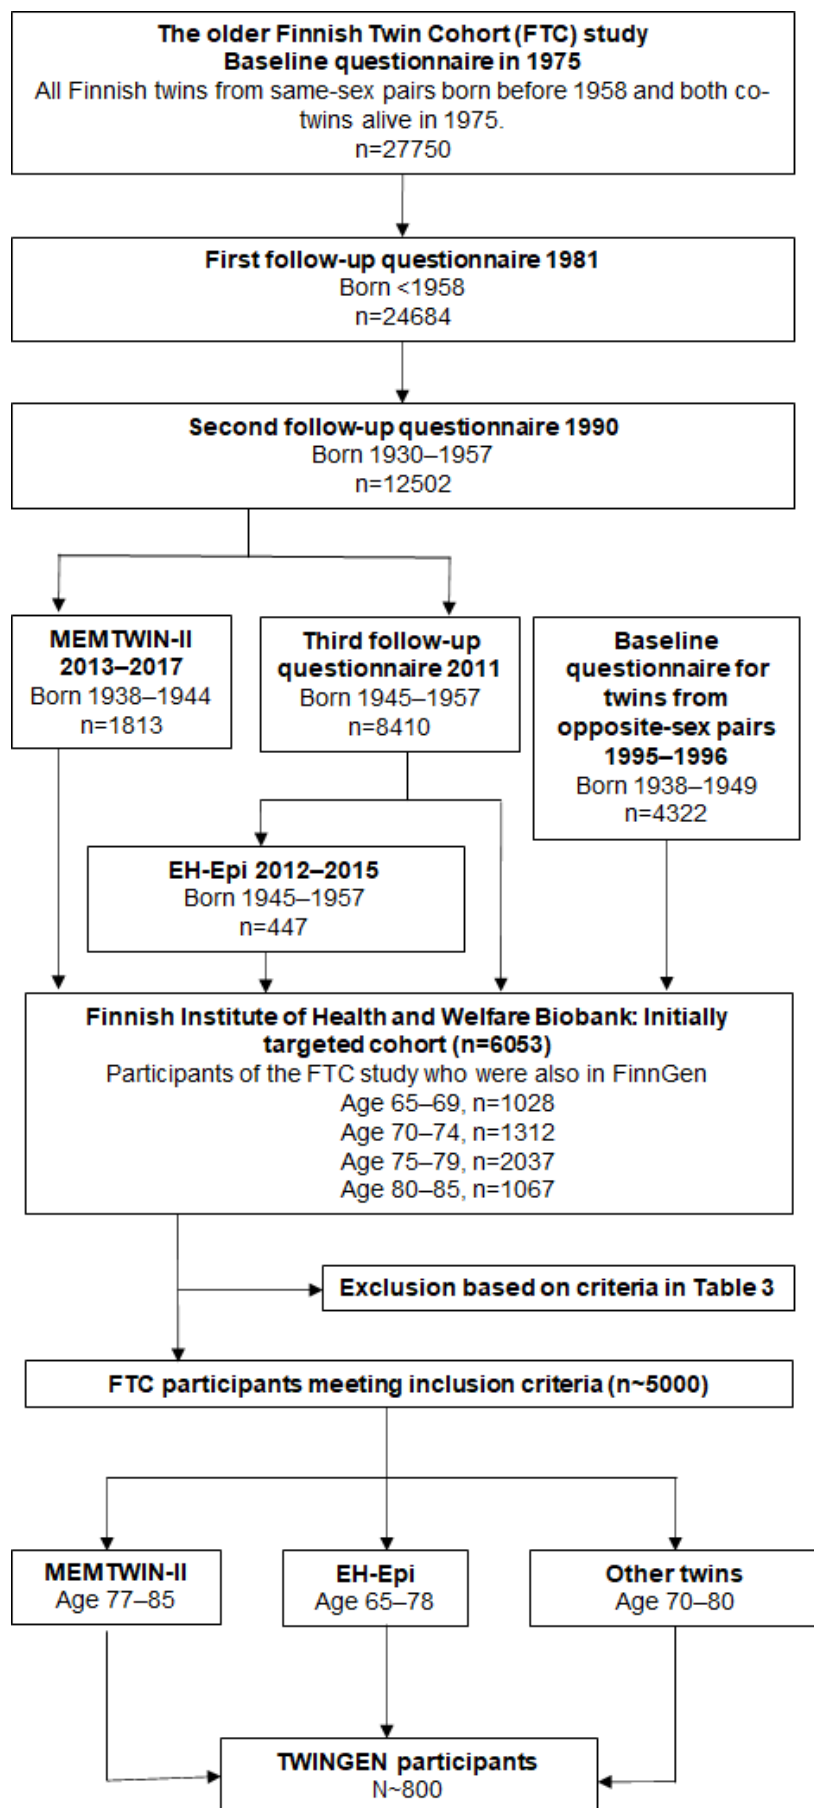 The older Finnish Twin Cohort (FTC) study
Baseline questionnaire in 1975
All Finnish twins from same-sex pairs born before 1958 and both co-
twins alive in 1975.
n=27750
First follow-up questionnaire 1981
Born <1958
n=24684
Second follow-up questionnaire 1990
Born 1930–1957
n=12502
MEMTWIN-II
2013–2017
Born 1938–1944
n=1813
Third follow-up
questionnaire 2011
Born 1945–1957
n=8410
Baseline
questionnaire for
twins from
opposite-sex pairs
1995–1996
Born 1938–1949
n=4322
EH-Epi 2012–2015
Born 1945–1957
n=447
Finnish Institute of Health and Welfare Biobank: Initially
targeted cohort (n=6053)
Participants of the FTC study who were also in FinnGen
Age 65–69, n=1028
Age 70–74, n=1312
Age 75–79, n=2037
Age 80–85, n=1067
Exclusion based on criteria in Table 3
FTC participants meeting inclusion criteria (n~5000)
MEMTWIN-II
Age 77–85
EH-Epi
Age 65–78
Other twins
Age 70–80
TWINGEN participants
N~800